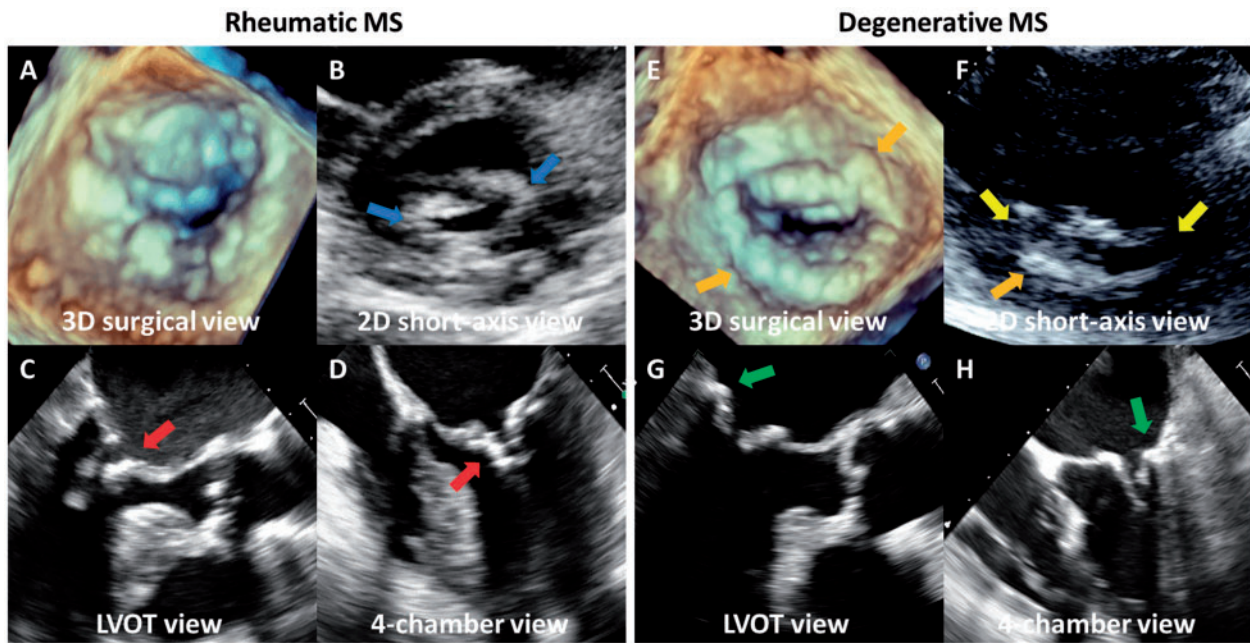 Rheumatic MS
Degenerative MS
A
B
E
F
3D surgical view
2D short-axis view
3D surgical view
2D short-axis view
C
D
G
H
LVOT view
4-chamber view
LVOT view
4-chamber view